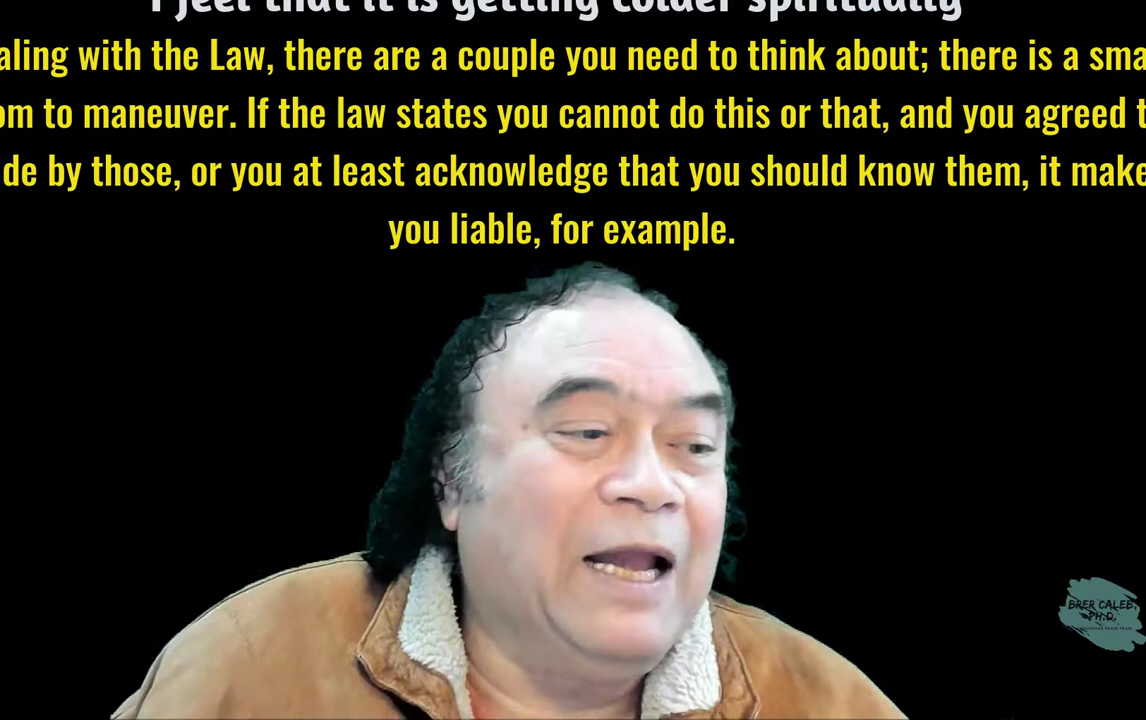 I feel that it is getting colder spiritually
aling with the Law, there are a couple you need to think about; there is a sma
om to maneuver. If the law states you cannot do this or that, and you agreed t
de by those, or you at least acknowledge that you should know them, it make
you liable, for example.
BRER CALEB,
PH.D.